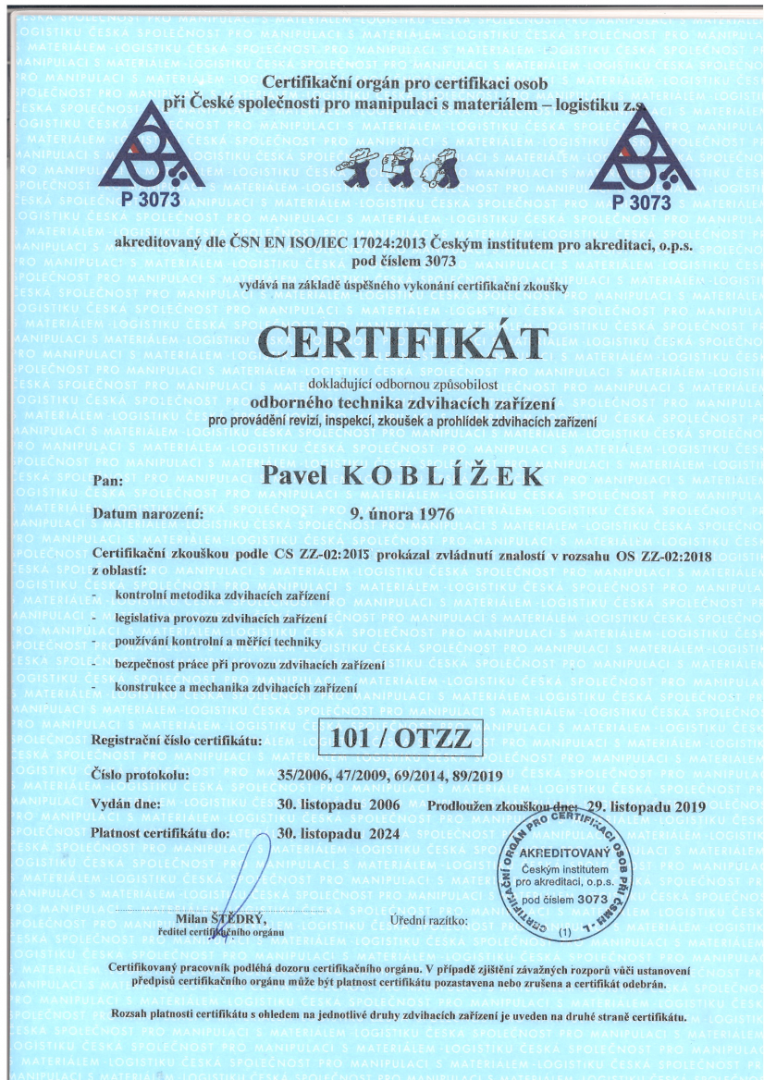 Certifikační orgán pro certifikaci osob
při České společnosti pro manipulaci s materiálem – logistiku z.s.
P 3073
P 3073
akreditovaný dle ČSN EN ISO/IEC 17024:2013 Českým institutem pro akreditaci, o.p.s.
pod číslem 3073
vydává na základě úspěšného vykonání certifikační zkoušky
CERTIFIKÁT
dokladující odbornou způsobilost
odborného technika zdvihacích zařízení
pro provádění revizí, inspekcí, zkoušek a prohlídek zdvihacích zařízení
Pan: Pavel K O B L Í Ž E K
Datum narození: 9. února 1976
Certifikační zkouškou podle CS ZZ-02:2015 prokázal zvládnutí znalostí v rozsahu OS ZZ-02:2018
z oblastí:
- kontrolní metodika zdvihacích zařízení
- legislativa provozu zdvihacích zařízení
- používání kontrolní a měřící techniky
- bezpečnost práce při provozu zdvihacích zařízení
- konstrukce a mechanika zdvihacích zařízení
Registrační číslo certifikátu: 101 / OTZZ
Číslo protokolu: 35/2006, 47/2009, 69/2014, 89/2019
Vydán dne: 30. listopadu 2006 Prodloužen zkouškou dne: 29. listopadu 2019
Platnost certifikátu do: 30. listopadu 2024
CERTIFIKAČNÍ ORGÁN PRO CERTIFIKACI OSOB PŘI ČSMM - L
AKREDITOVANÝ
Českým institutem
pro akreditaci, o.p.s.
pod číslem 3073
(1)
Milan ŠTĚDRÝ,
ředitel certifikačního orgánu
Úřední razítko:
Certifikovaný pracovník podléhá dozoru certifikačního orgánu. V případě zjištění závažných rozporů vůči ustanovení
předpisů certifikačního orgánu může být platnost certifikátu pozastavena nebo zrušena a certifikát odebrán.
Rozsah platnosti certifikátu s ohledem na jednotlivé druhy zdvihacích zařízení je uveden na druhé straně certifikátu.